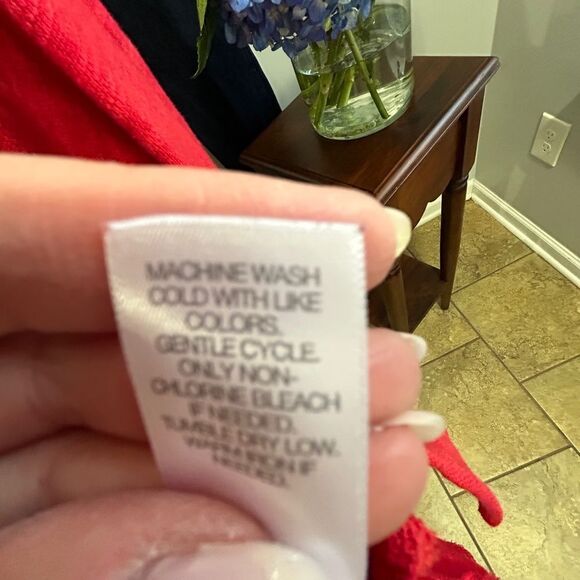 MACHINE WASH
COLD WITH LIKE
COLORS.
GENTLE CYCLE.
ONLY NON-
CHLORINE BLEACH
IF NEEDED.
TUMBLE DRY LOW.
WARM IRON IF
NEEDED.